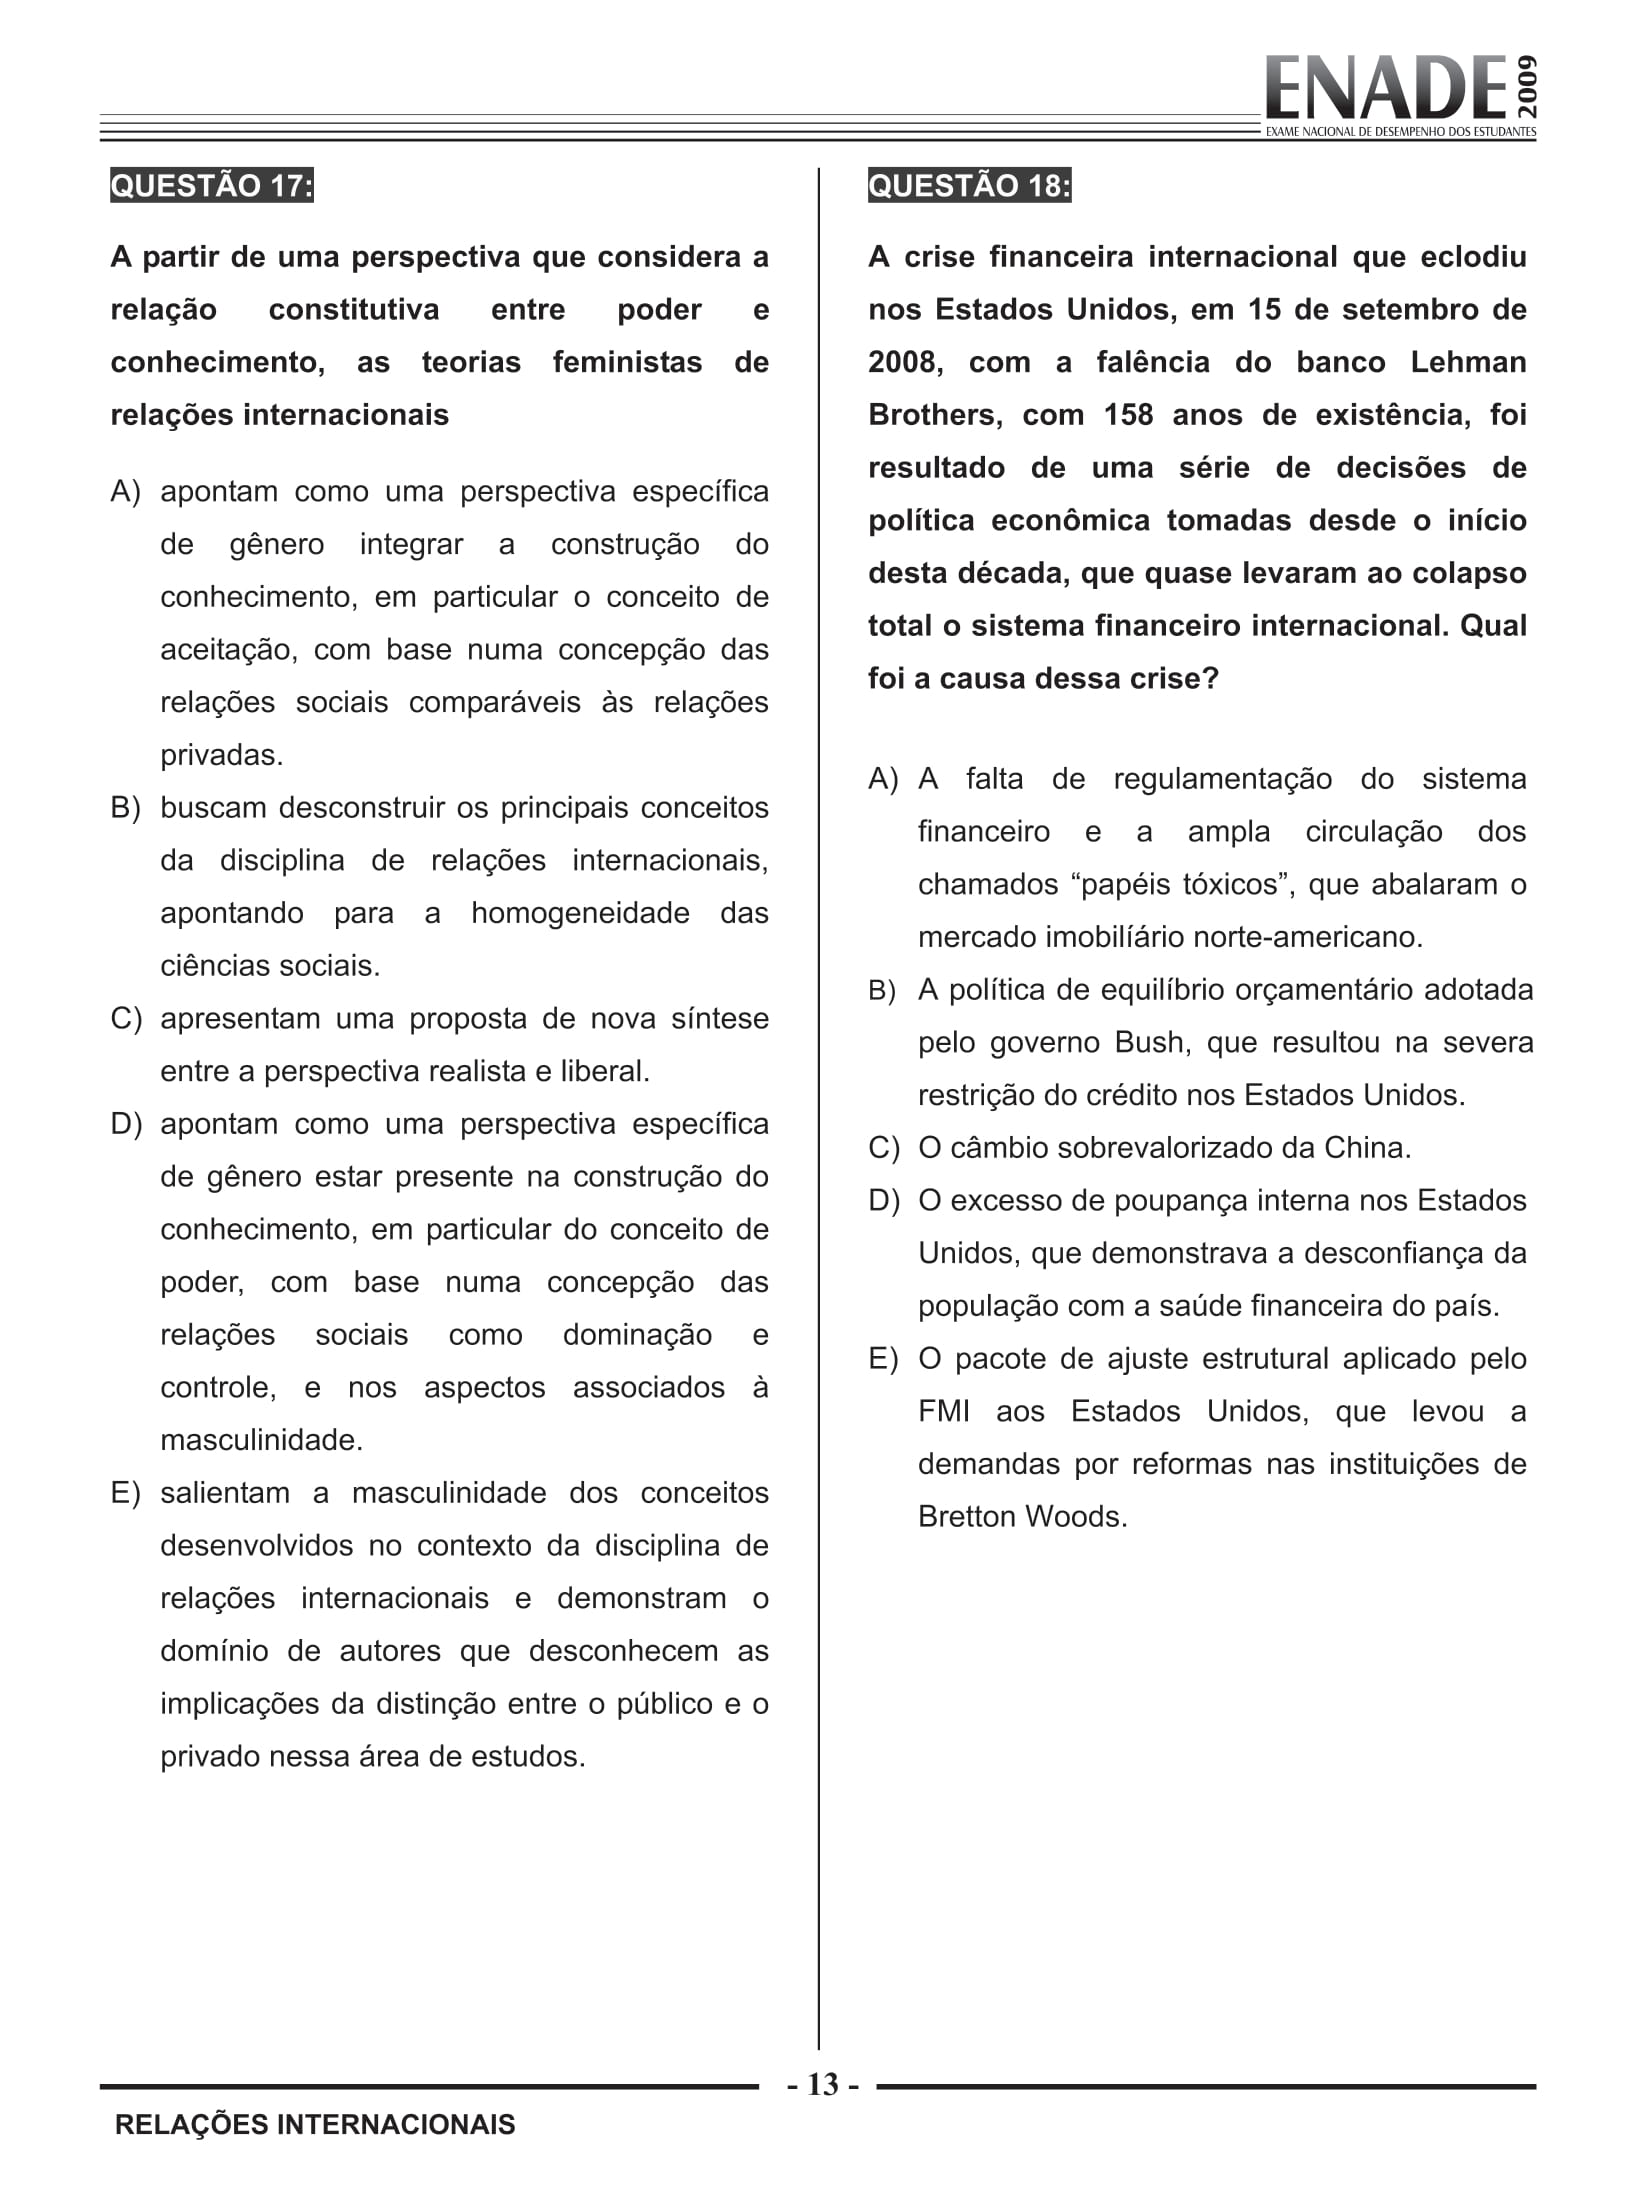 ENADE 2009
EXAME NACIONAL DE DESEMPENHO DOS ESTUDANTES
QUESTÃO 17:
A partir de uma perspectiva que considera a
relação constitutiva entre poder e
conhecimento, as teorias feministas de
relações internacionais
A) apontam como uma perspectiva específica
de gênero integrar a construção do
conhecimento, em particular o conceito de
aceitação, com base numa concepção das
relações sociais comparáveis às relações
privadas.
B) buscam desconstruir os principais conceitos
da disciplina de relações internacionais,
apontando para a homogeneidade das
ciências sociais.
C) apresentam uma proposta de nova síntese
entre a perspectiva realista e liberal.
D) apontam como uma perspectiva específica
de gênero estar presente na construção do
conhecimento, em particular do conceito de
poder, com base numa concepção das
relações sociais como dominação e
controle, e nos aspectos associados à
masculinidade.
E) salientam a masculinidade dos conceitos
desenvolvidos no contexto da disciplina de
relações internacionais e demonstram o
domínio de autores que desconhecem as
implicações da distinção entre o público e o
privado nessa área de estudos.
QUESTÃO 18:
A crise financeira internacional que eclodiu
nos Estados Unidos, em 15 de setembro de
2008, com a falência do banco Lehman
Brothers, com 158 anos de existência, foi
resultado de uma série de decisões de
política econômica tomadas desde o início
desta década, que quase levaram ao colapso
total o sistema financeiro internacional. Qual
foi a causa dessa crise?
A) A falta de regulamentação do sistema
financeiro e a ampla circulação dos
chamados “papéis tóxicos”, que abalaram o
mercado imobilíário norte-americano.
B) A política de equilíbrio orçamentário adotada
pelo governo Bush, que resultou na severa
restrição do crédito nos Estados Unidos.
C) O câmbio sobrevalorizado da China.
D) O excesso de poupança interna nos Estados
Unidos, que demonstrava a desconfiança da
população com a saúde financeira do país.
E) O pacote de ajuste estrutural aplicado pelo
FMI aos Estados Unidos, que levou a
demandas por reformas nas instituições de
Bretton Woods.
- 13 -
RELAÇÕES INTERNACIONAIS